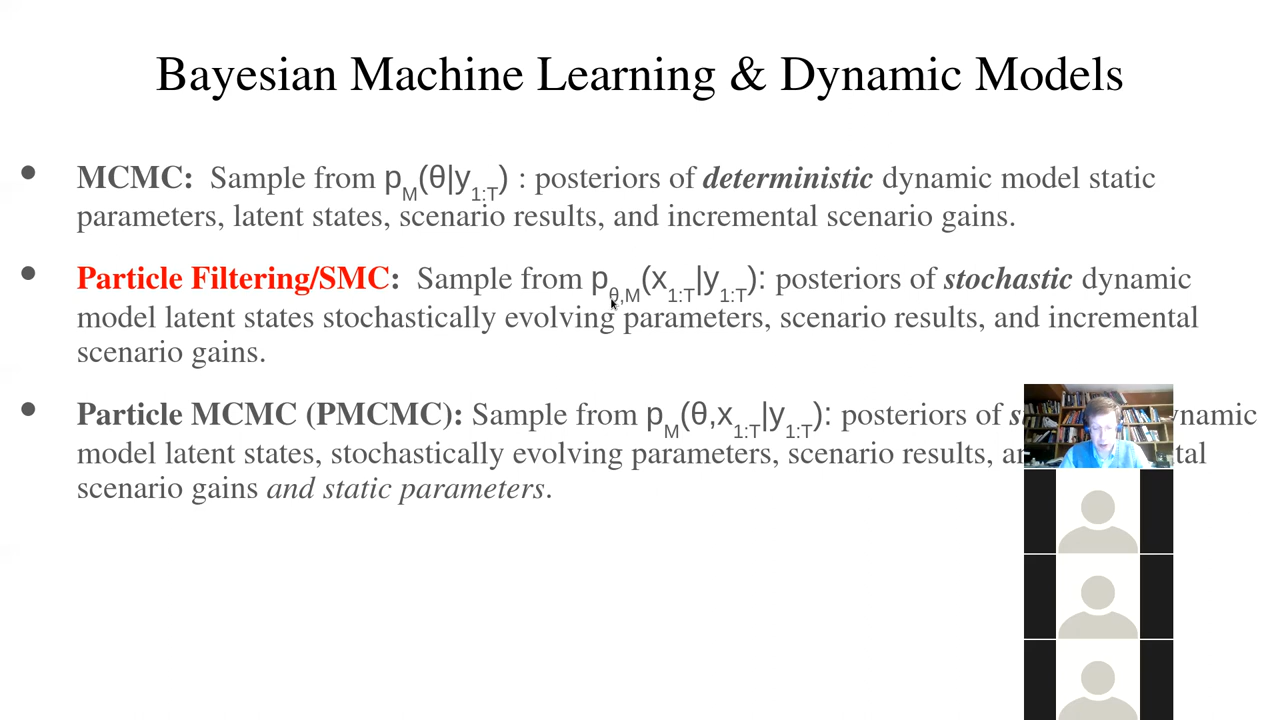 Bayesian Machine Learning & Dynamic Models
• MCMC: Sample from pM(θ|y1:T) : posteriors of deterministic dynamic model static
parameters, latent states, scenario results, and incremental scenario gains.
• Particle Filtering/SMC: Sample from pθ,M(x1:T|y1:T): posteriors of stochastic dynamic
model latent states stochastically evolving parameters, scenario results, and incremental
scenario gains.
• Particle MCMC (PMCMC): Sample from pM(θ,x1:T|y1:T): posteriors of
model latent states, stochastically evolving parameters, scenario results,
scenario gains and static parameters.